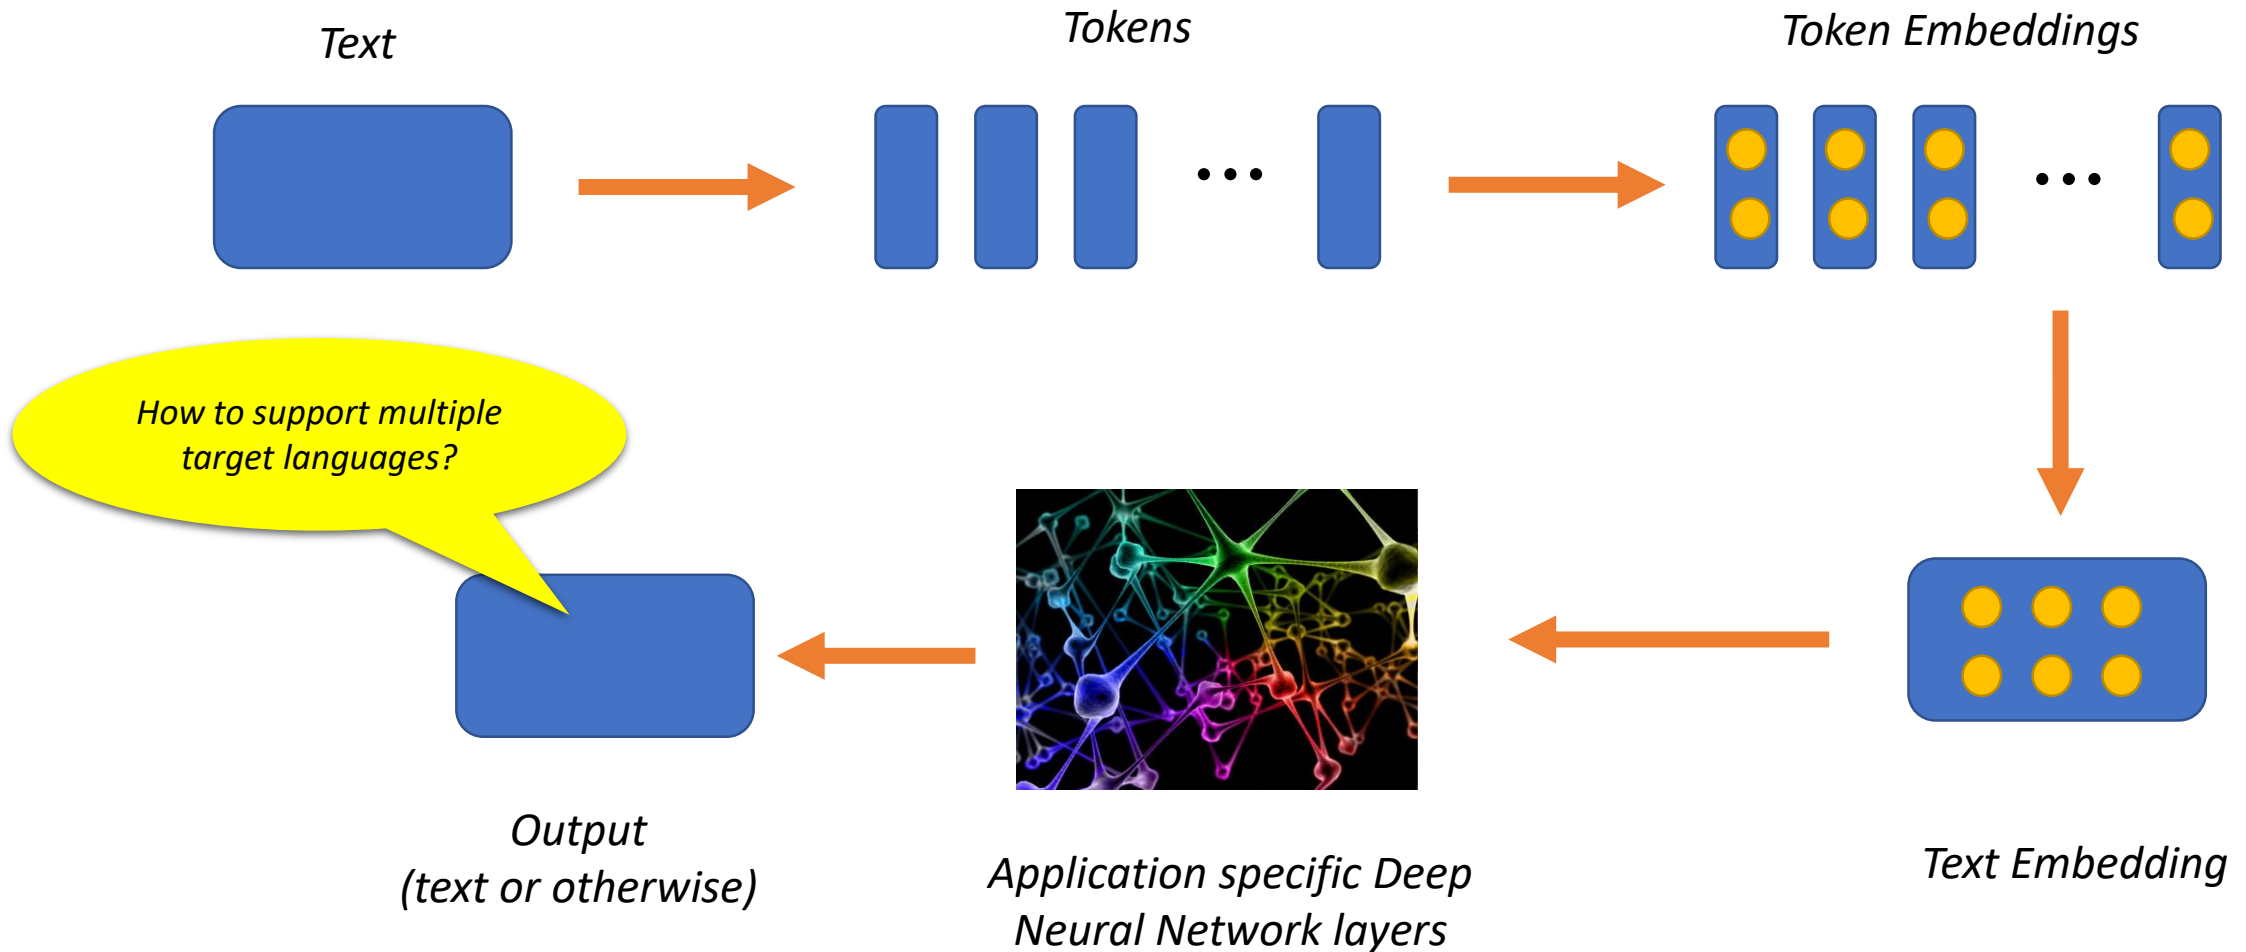 Text
Tokens
Token Embeddings
How to support multiple
target languages?
Output
(text or otherwise)
Application specific Deep
Neural Network layers
Text Embedding